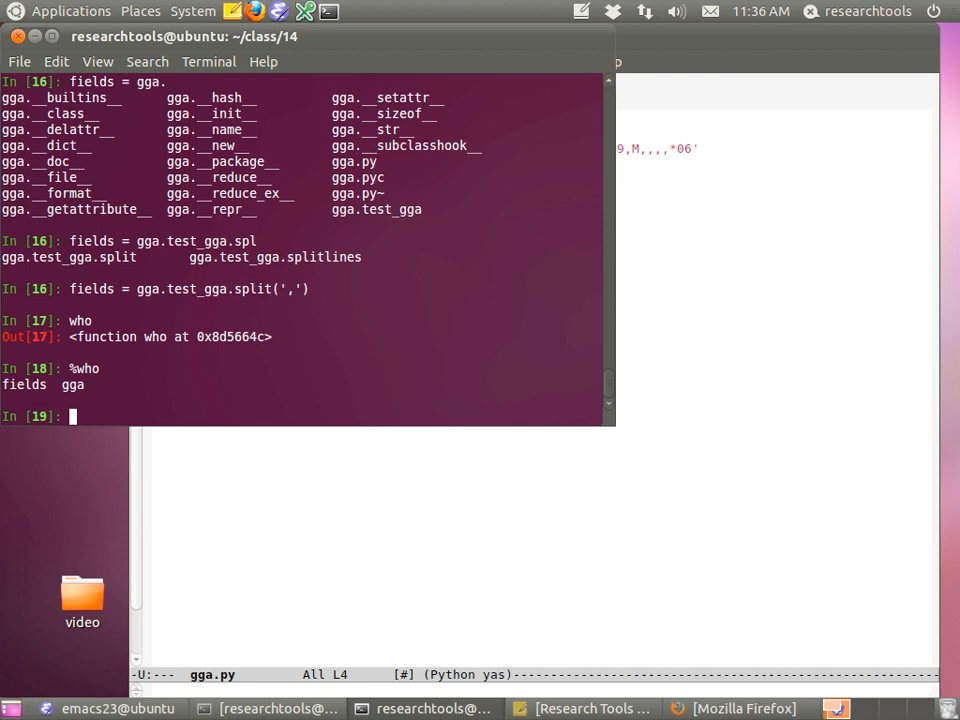 Applications Places System 11:36 AM researchtools
researchtools@ubuntu: ~/class/14
File Edit View Search Terminal Help
p
In [16]: fields = gga.
gga.__builtins__ gga.__hash__ gga.__setattr__
gga.__class__ gga.__init__ gga.__sizeof__
gga.__delattr__ gga.__name__ gga.__str__
gga.__dict__ gga.__new__ gga.__subclasshook__
9,M,,,,*06'
gga.__doc__ gga.__package__ gga.py
gga.__file__ gga.__reduce__ gga.pyc
gga.__format__ gga.__reduce_ex__ gga.py~
gga.__getattribute__ gga.__repr__ gga.test_gga
In [16]: fields = gga.test_gga.spl
gga.test_gga.split gga.test_gga.splitlines
In [16]: fields = gga.test_gga.split(',')
In [17]: who
Out[17]: <function who at 0x8d5664c>
In [18]: %who
fields gga
In [19]:
video
-U:--- gga.py All L4 [#] (Python yas)--------------------------------------------------------
emacs23@ubuntu [researchtools@... researchtools@... [Research Tools ... [Mozilla Firefox]